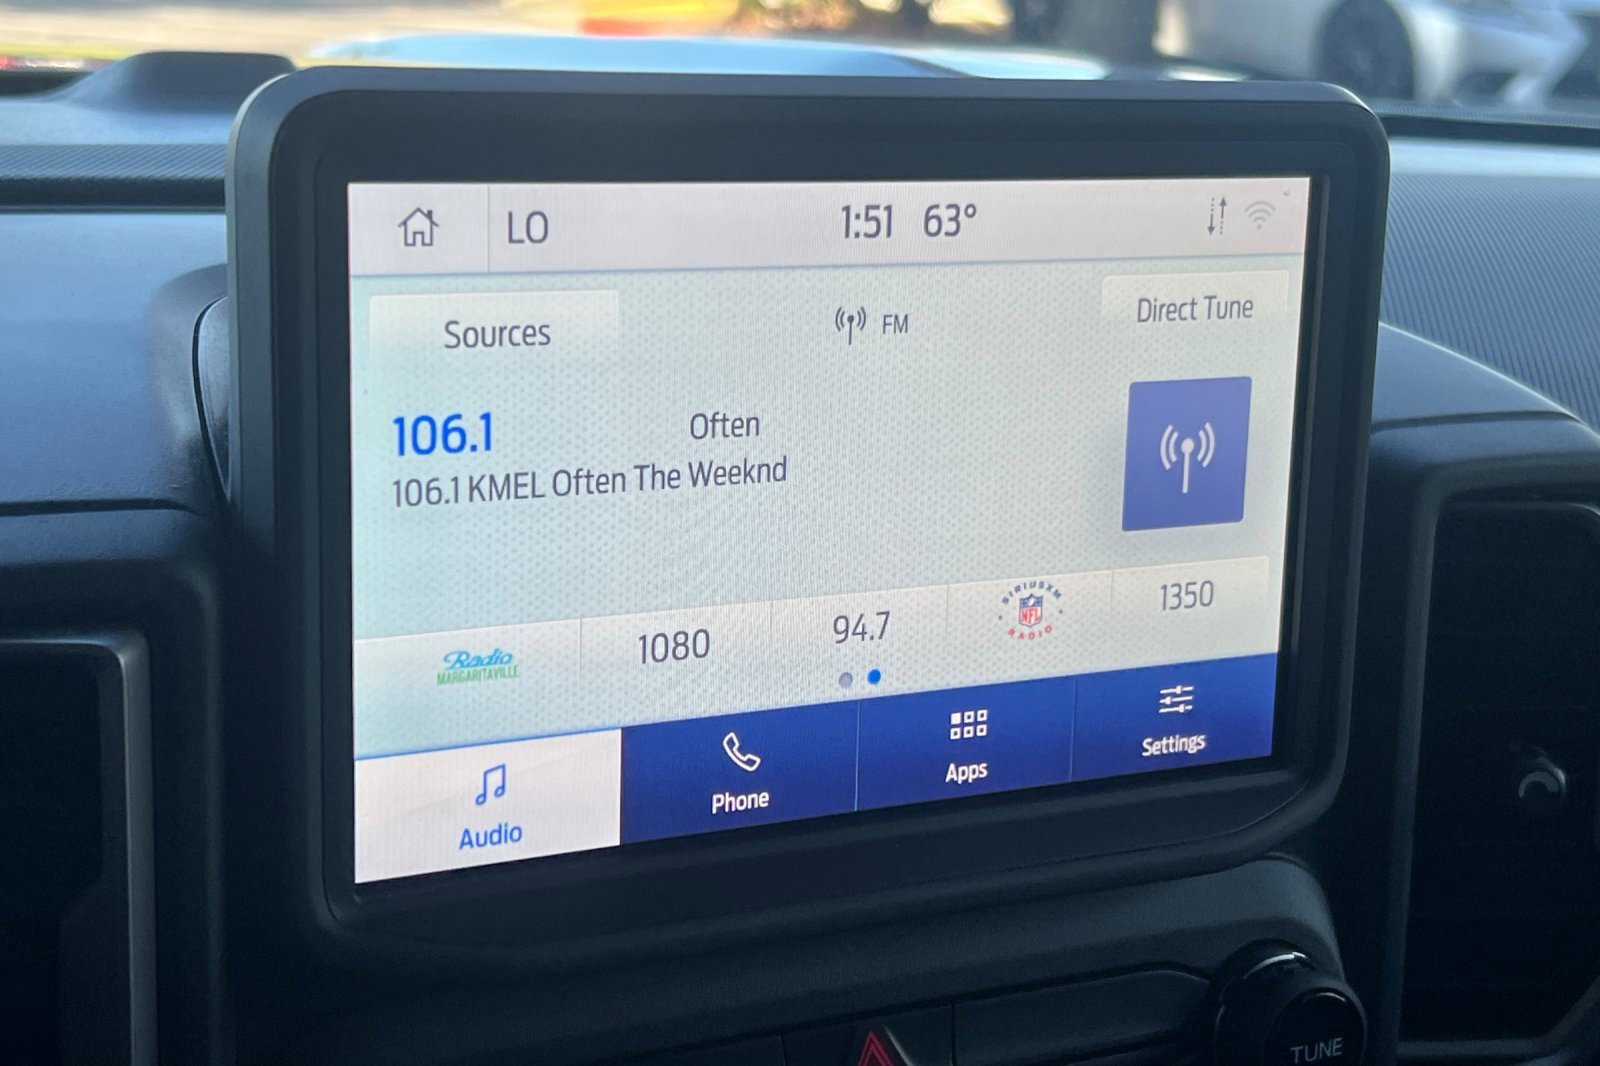 LO
1:51 63°
Sources
FM
Direct Tune
106.1
Often
106.1 KMEL Often The Weeknd
Radio
MARGARITAVILLE
1080
94.7
SIRIUSXM
NFL
RADIO
1350
Audio
Phone
Apps
Settings
TUNE